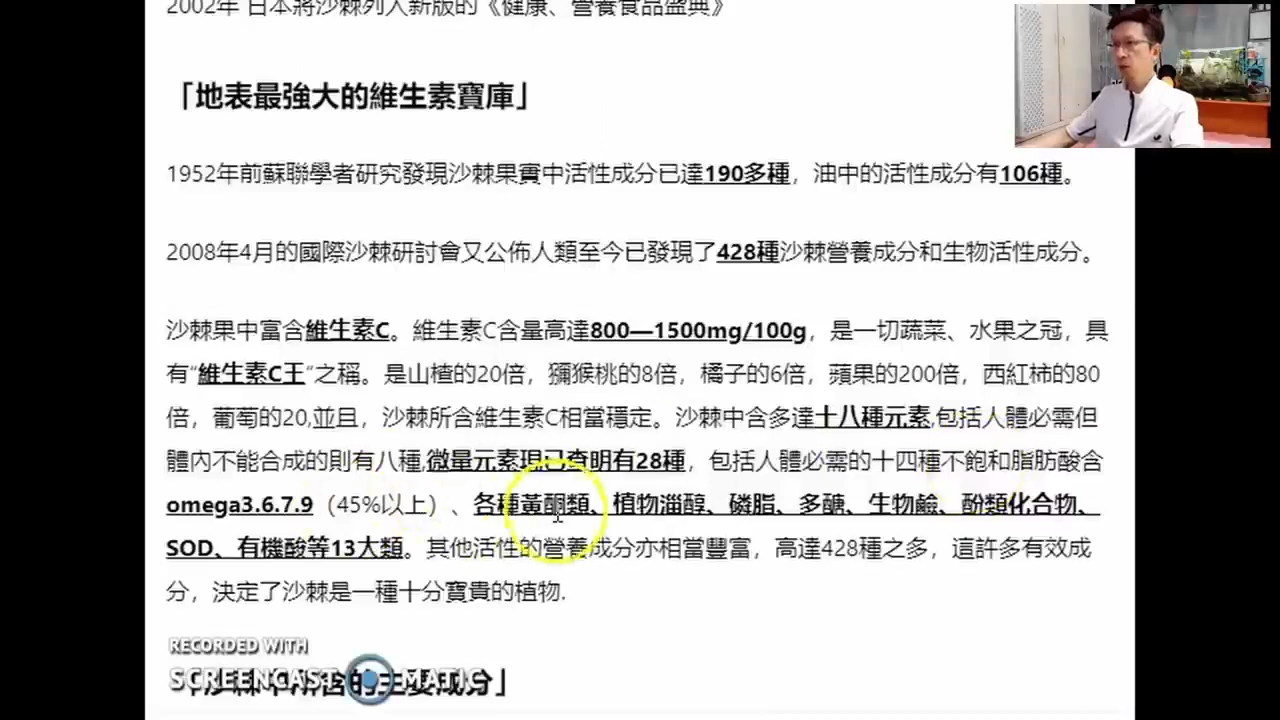 2002年 日本將沙棘列入新版的《健康、營養食品盛典》
「地表最強大的維生素寶庫」
1952年前蘇聯學者研究發現沙棘果實中活性成分已達190多種，油中的活性成分有106種。
2008年4月的國際沙棘研討會又公佈人類至今已發現了428種沙棘營養成分和生物活性成分。
沙棘果中富含維生素C。維生素C含量高達800—1500mg/100g，是一切蔬菜、水果之冠，具
有“維生素C王”之稱。是山楂的20倍，獼猴桃的8倍，橘子的6倍，蘋果的200倍，西紅柿的80
倍，葡萄的20,並且，沙棘所含維生素C相當穩定。沙棘中含多達十八種元素,包括人體必需但
體內不能合成的則有八種,微量元素現已查明有28種，包括人體必需的十四種不飽和脂肪酸含
omega3.6.7.9（45%以上）、各種黃酮類、植物淄醇、磷脂、多醣、生物鹼、酚類化合物、
SOD、有機酸等13大類。其他活性的營養成分亦相當豐富，高達428種之多，這許多有效成
分，決定了沙棘是一種十分寶貴的植物.
RECORDED WITH
SCREENCAST MATIC
「沙棘中所含的主要成分」